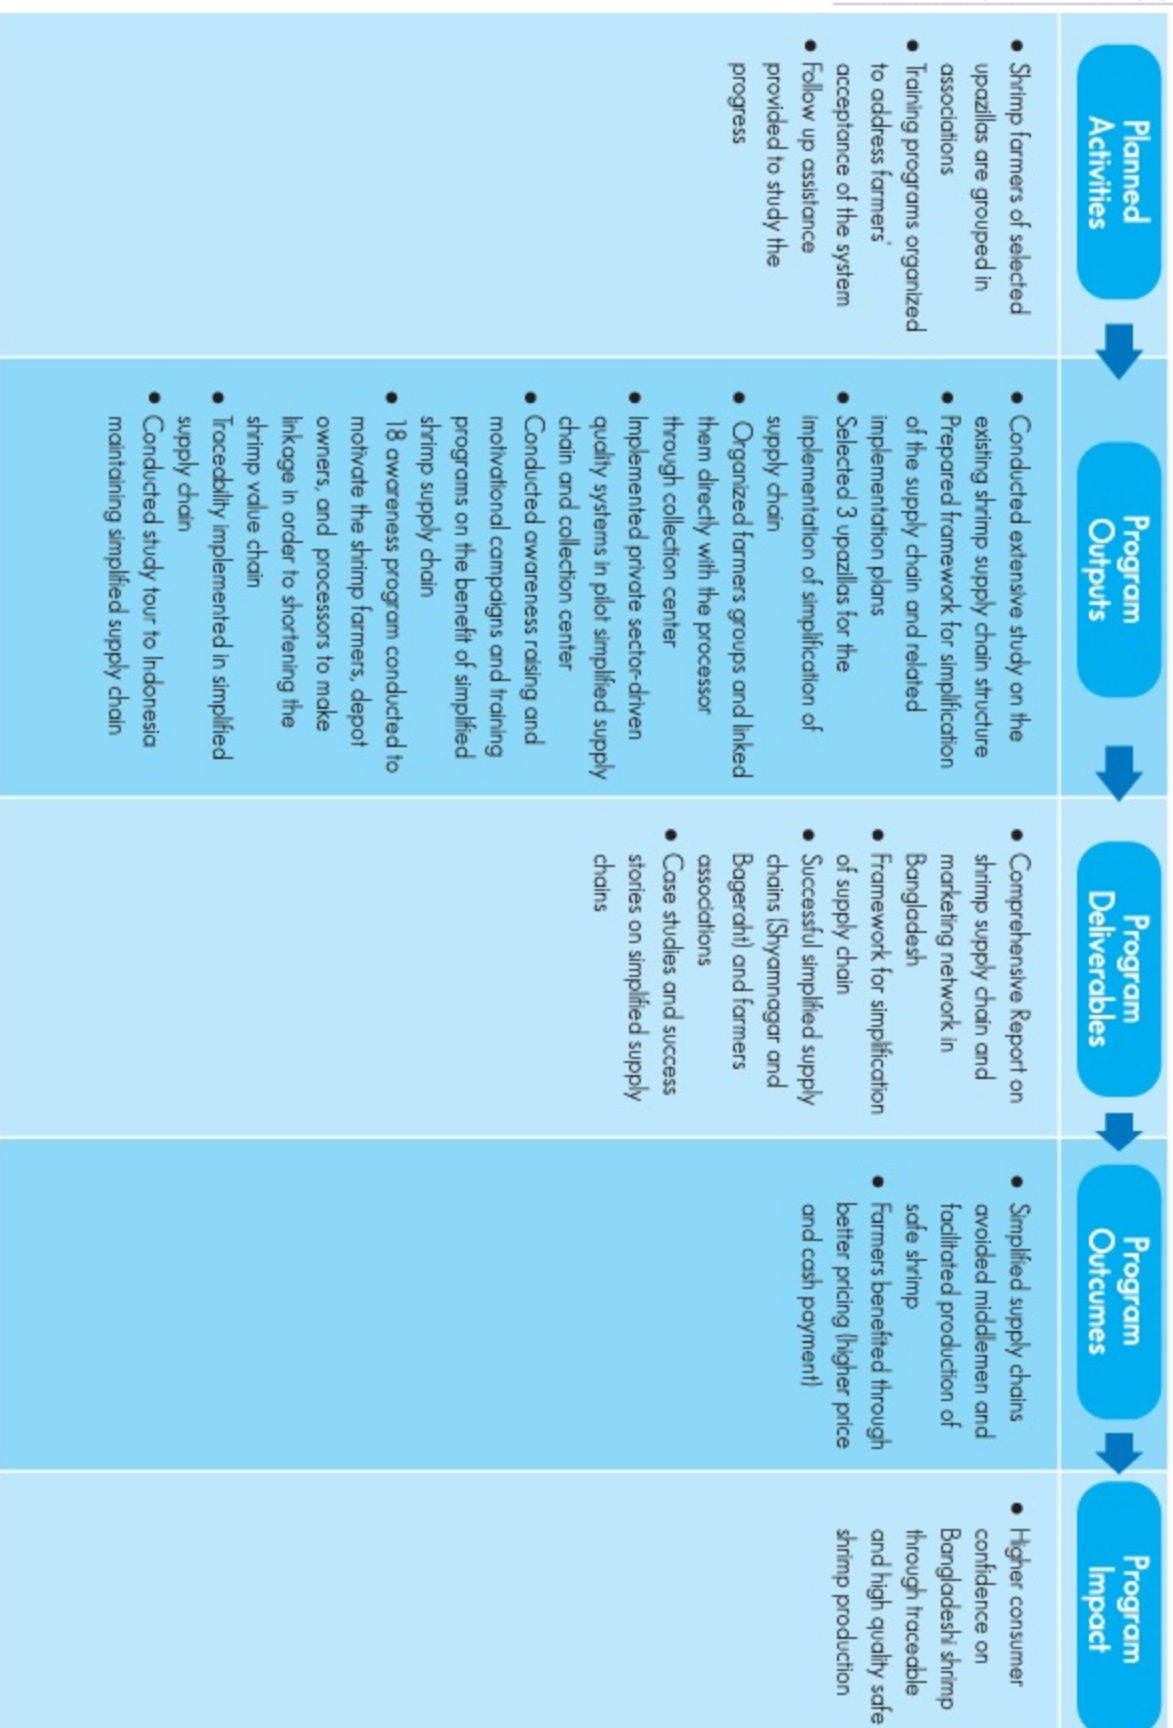 Planned
Activities
• Shrimp farmers of selected
upazillas are grouped in
associations
• Training programs organized
to address farmers'
acceptance of the system
• Follow up assistance
provided to study the
progress
Program
Outputs
• Conducted extensive study on the
existing shrimp supply chain structure
• Prepared framework for simplification
of the supply chain and related
implementation plans
• Selected 3 upazillas for the
implementation of simplification of
supply chain
• Organized farmers groups and linked
them directly with the processor
through collection center
• Implemented private sector-driven
quality systems in pilot simplified supply
chain and collection center
• Conducted awareness raising and
motivational campaigns and training
programs on the benefit of simplified
shrimp supply chain
• 18 awareness program conducted to
motivate the shrimp farmers, depot
owners, and processors to make
linkage in order to shortening the
shrimp value chain
• Traceability implemented in simplified
supply chain
• Conducted study tour to Indonesia
maintaining simplified supply chain
Program
Deliverables
• Comprehensive Report on
shrimp supply chain and
marketing network in
Bangladesh
• Framework for simplification
of supply chain
• Successful simplified supply
chains (Shyamnagar and
Bageraht) and farmers
associations
• Case studies and success
stories on simplified supply
chains
Program
Outcomes
• Simplified supply chains
avoided middlemen and
facilitated production of
safe shrimp
• Farmers benefited through
better pricing (higher price
and cash payment)
Program
Impact
• Higher consumer
confidence on
Bangladeshi shrimp
through traceable
and high quality safe
shrimp production